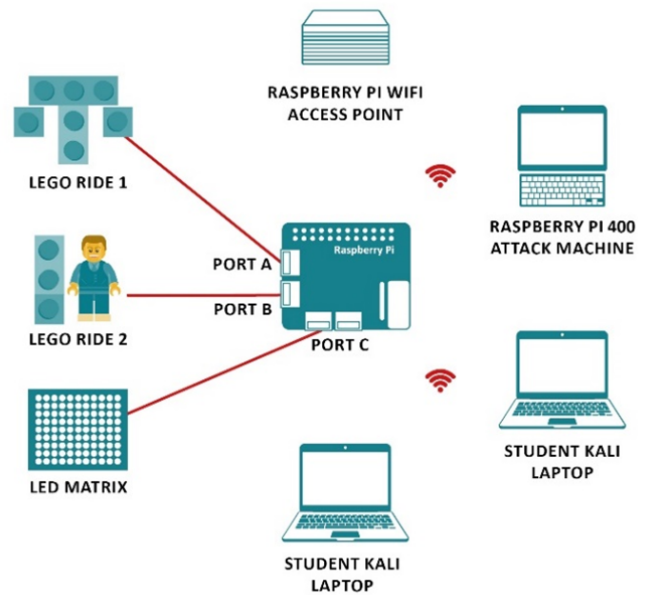 RASPBERRY PI WIFI
ACCESS POINT
LEGO RIDE 1
RASPBERRY PI 400
ATTACK MACHINE
Raspberry Pi
PORT A
PORT B
LEGO RIDE 2
PORT C
STUDENT KALI
LAPTOP
LED MATRIX
STUDENT KALI
LAPTOP